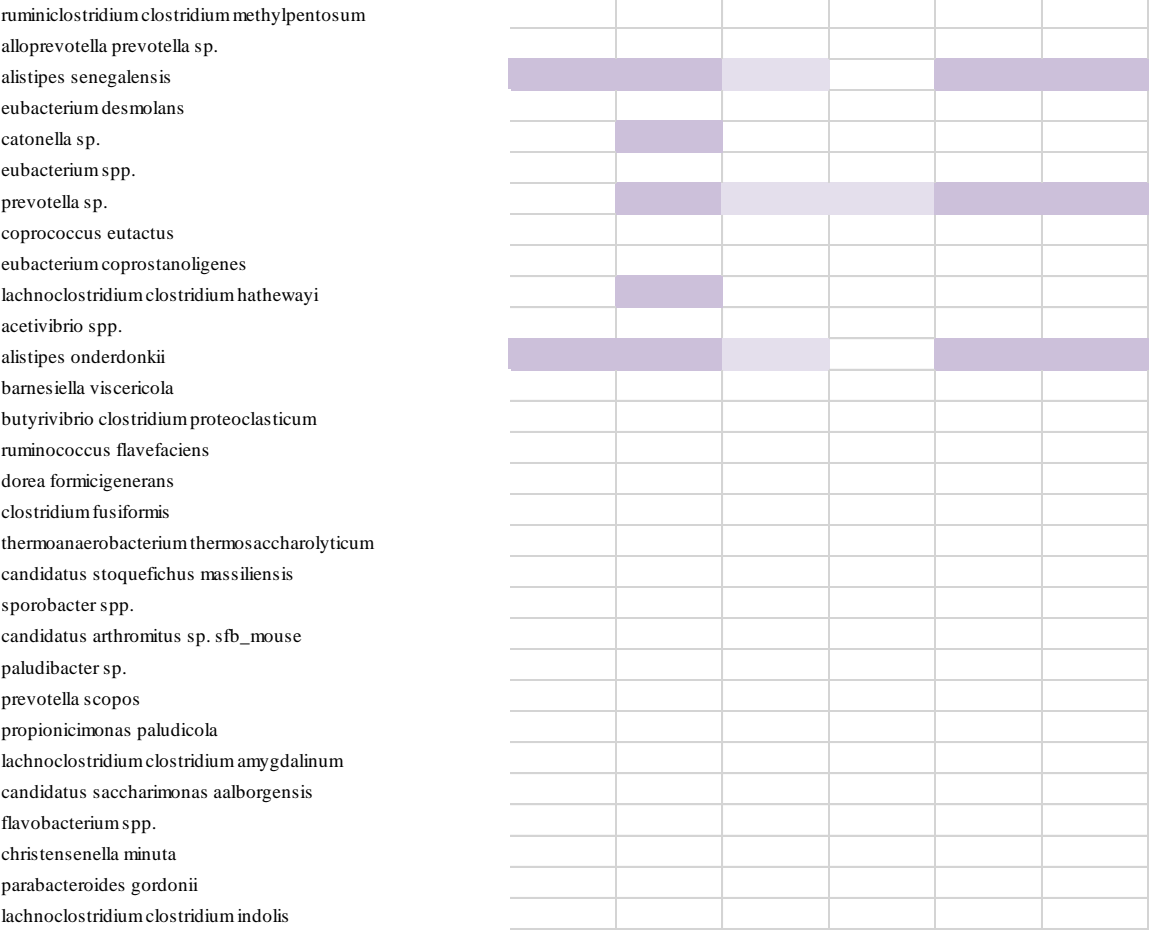 ruminiclostridium clostridium methylpentosum
alloprevotella prevotella sp.
alistipes senegalensis
eubacterium desmolans
catonella sp.
eubacterium spp.
prevotella sp.
coprococcus eutactus
eubacterium coprostanoligenes
lachnoclostridium clostridium hathewayi
acetivibrio spp.
alistipes onderdonkii
barnesiella viscericola
butyrivibrio clostridium proteoclasticum
ruminococcus flavefaciens
dorea formicigenerans
clostridium fusiformis
thermoanaerobacterium thermosaccharolyticum
candidatus stoquefichus massiliensis
sporobacter spp.
candidatus arthromitus sp. sfb_mouse
paludibacter sp.
prevotella scopos
propionicimonas paludicola
lachnoclostridium clostridium amygdalinum
candidatus saccharimonas aalborgensis
flavobacterium spp.
christensenella minuta
parabacteroides gordonii
lachnoclostridium clostridium indolis